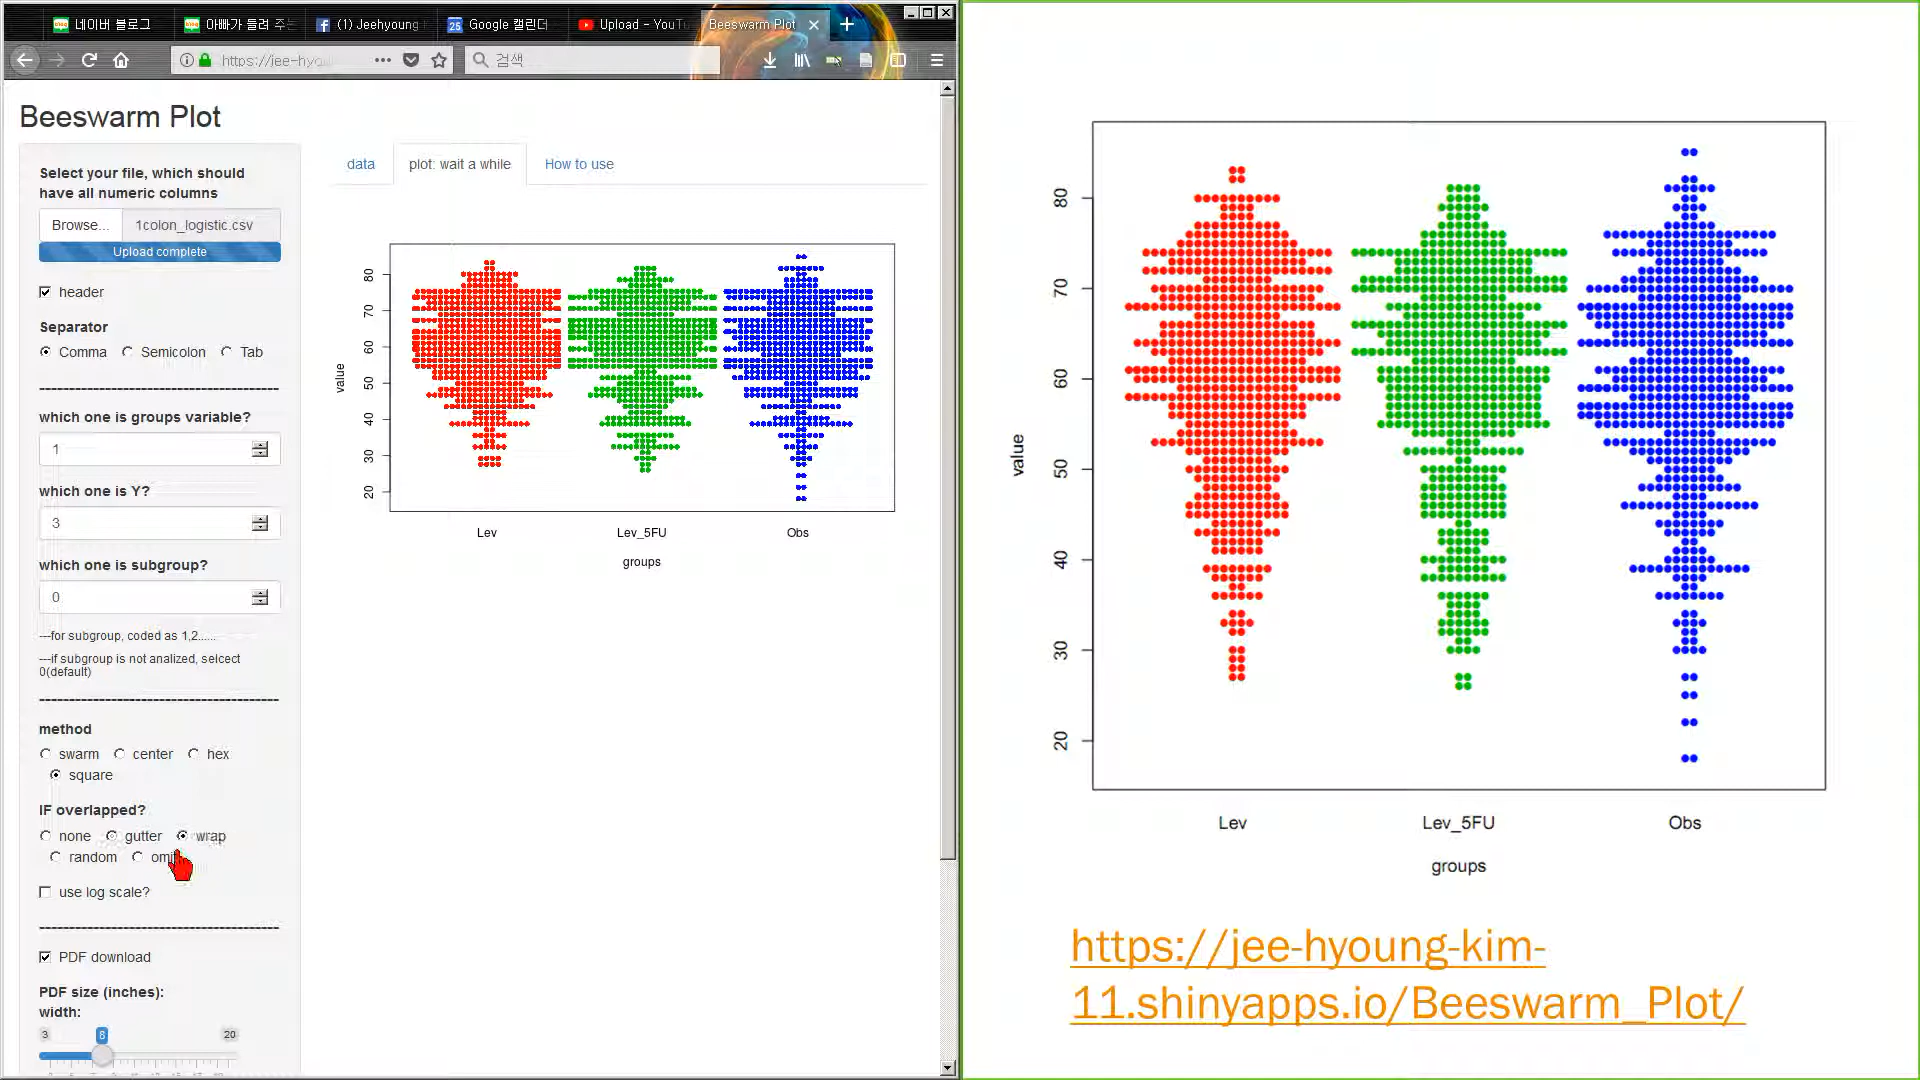 네이버 블로그
아빠가 들려 주는
(1) Jeehyoung
Google 캘린더
Upload - YouTu
Beeswarm Plot
https://jee-hyo
검색
Beeswarm Plot
Select your file, which should
have all numeric columns
Browse...
1colon_logistic.csv
Upload complete
header
Separator
Comma
Semicolon
Tab
------------------------------------------------
which one is groups variable?
1
which one is Y?
3
which one is subgroup?
0
---for subgroup, coded as 1,2......
---if subgroup is not analized, selcect
0(default)
------------------------------------------------
method
swarm
center
hex
square
IF overlapped?
none
gutter
wrap
random
use log scale?
------------------------------------------------
PDF download
PDF size (inches):
width:
3
8
20
data
plot: wait a while
How to use
value
80
70
60
50
40
30
20
Lev
Lev_5FU
Obs
groups
value
80
70
60
50
40
30
20
Lev
Lev_5FU
Obs
groups
https://jee-hyoung-kim-
11.shinyapps.io/Beeswarm_Plot/